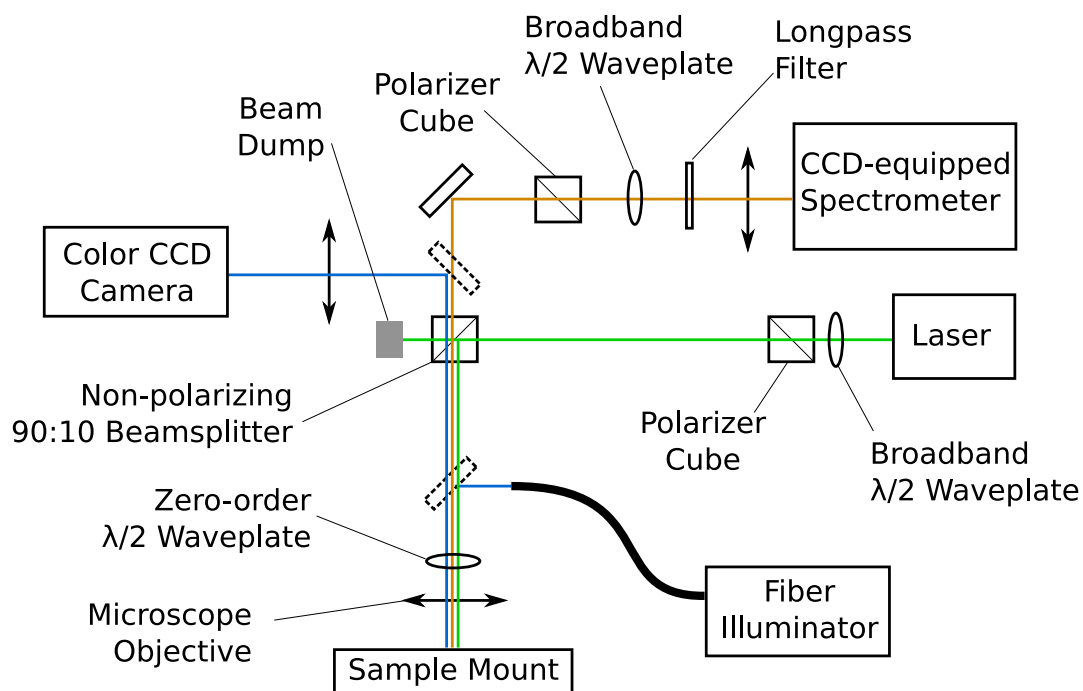 Broadband
λ/2 Waveplate
Longpass
Filter
Polarizer
Cube
Beam
Dump
CCD-equipped
Spectrometer
Color CCD
Camera
Laser
Non-polarizing
90:10 Beamsplitter
Polarizer
Cube
Broadband
λ/2 Waveplate
Zero-order
λ/2 Waveplate
Fiber
Illuminator
Microscope
Objective
Sample Mount